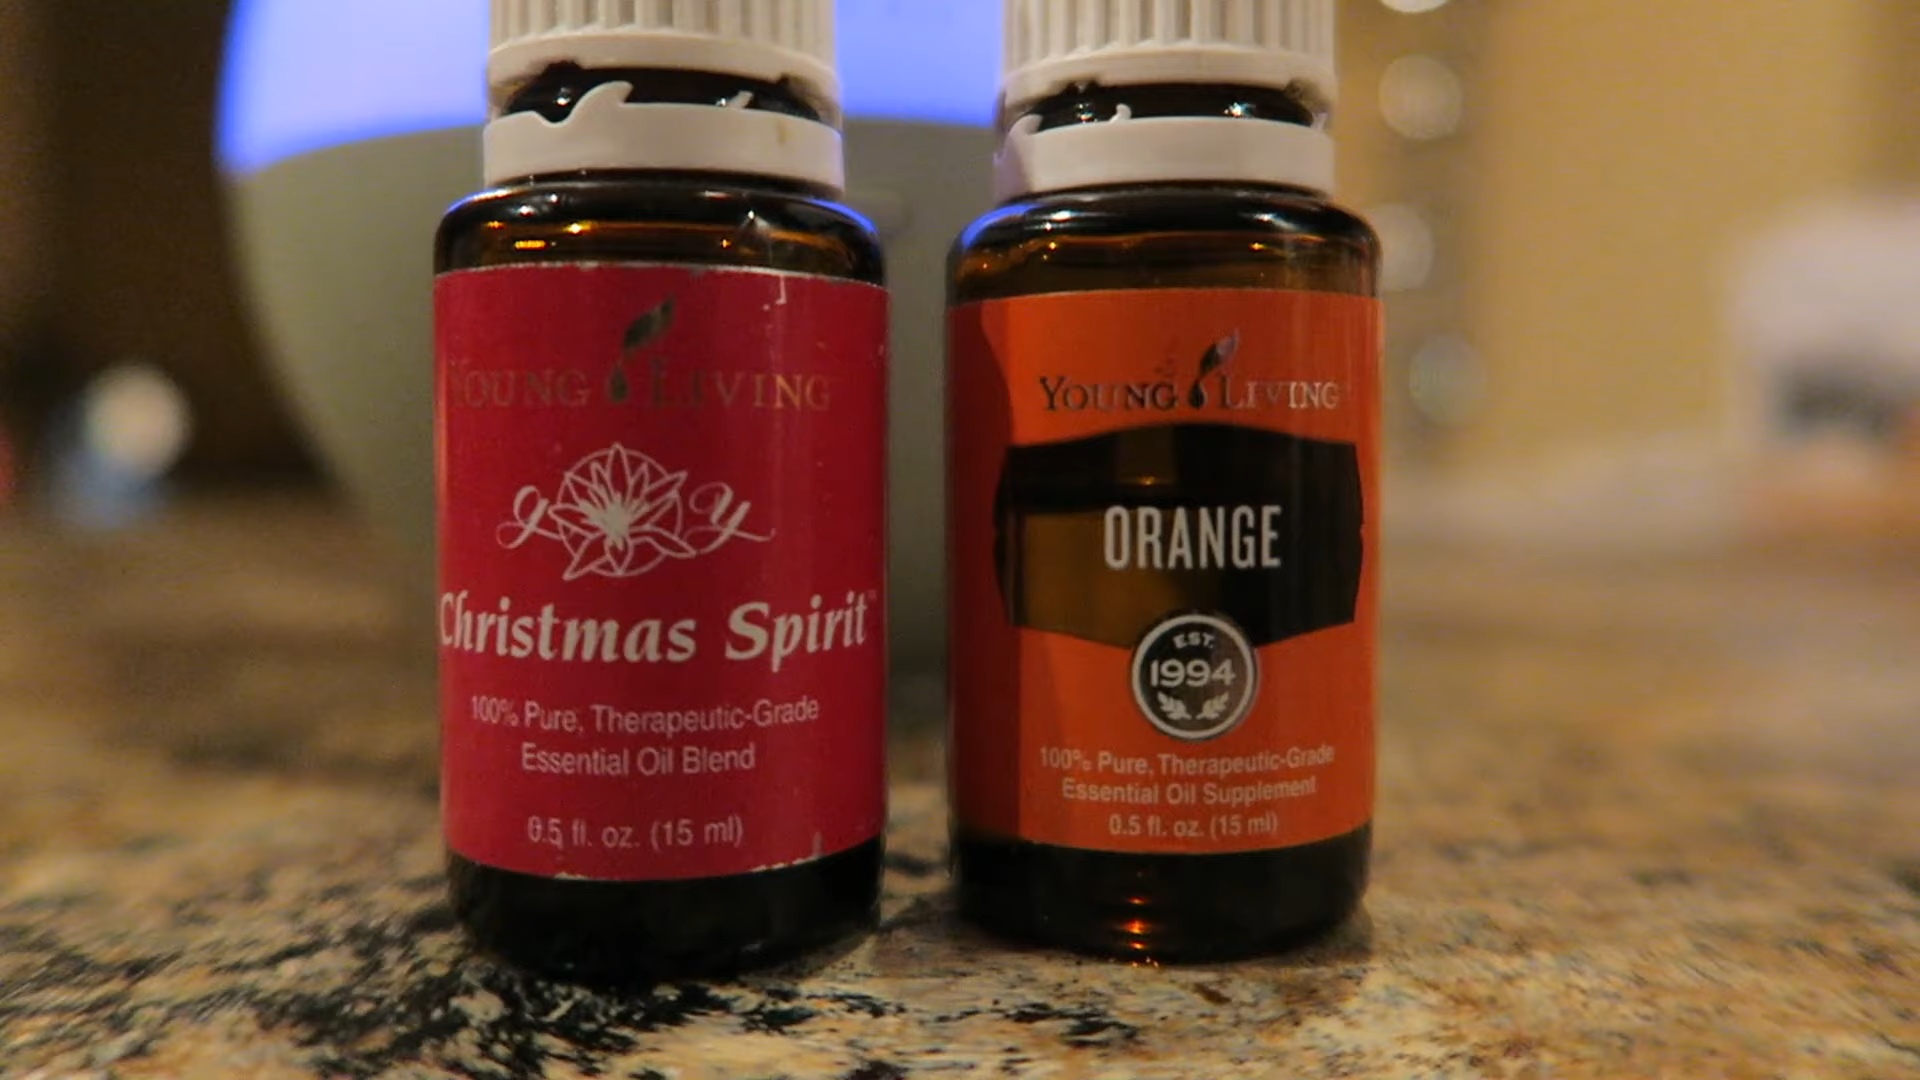 YOUNG LIVING
g y
Christmas Spirit™
100% Pure, Therapeutic-Grade
Essential Oil Blend
0.5 fl. oz. (15 ml)
YOUNG LIVING
ORANGE
EST.
1994
100% Pure, Therapeutic-Grade
Essential Oil Supplement
0.5 fl. oz. (15 ml)